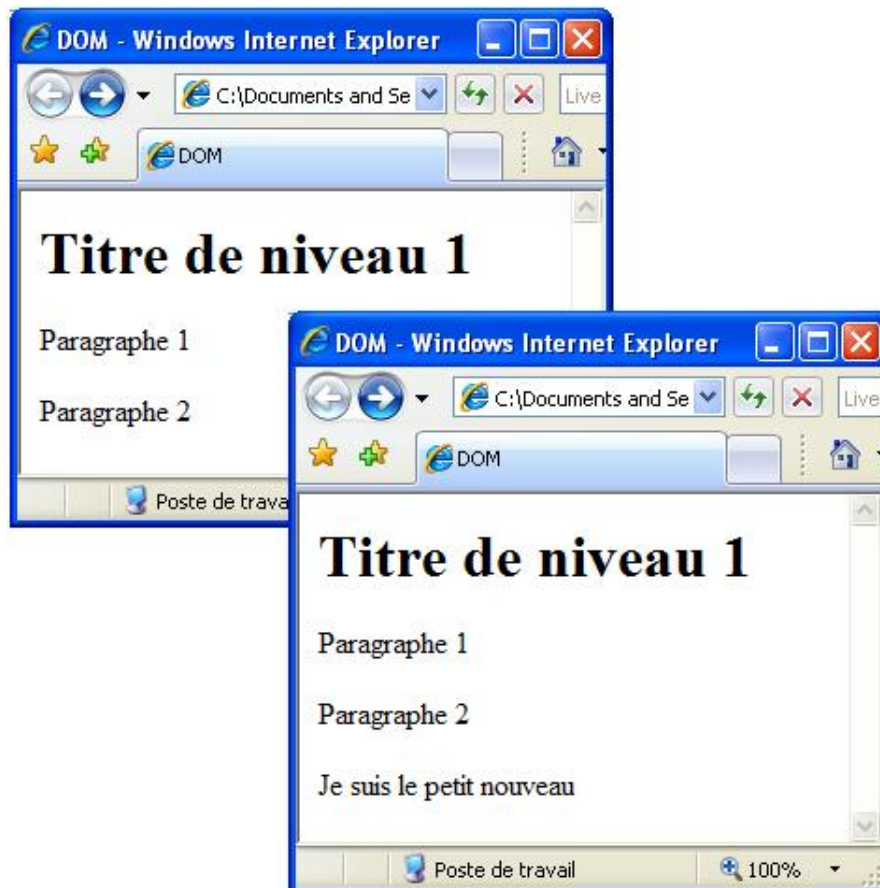 DOM - Windows Internet Explorer
C:\Documents and Se
Live
DOM
Titre de niveau 1
Paragraphe 1
Paragraphe 2
Poste de trava
DOM - Windows Internet Explorer
C:\Documents and Se
Live
DOM
Titre de niveau 1
Paragraphe 1
Paragraphe 2
Je suis le petit nouveau
Poste de travail 100%